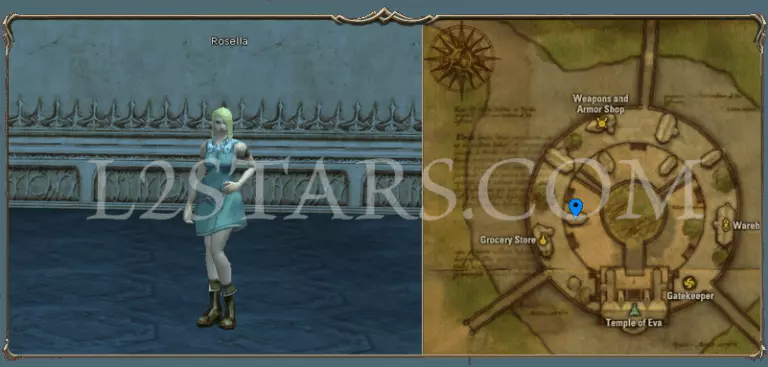 Rosella
Weapons and
Armor Shop
L2STARS.COM
Wareh
Grocery Store
Gatekeeper
Temple of Eva